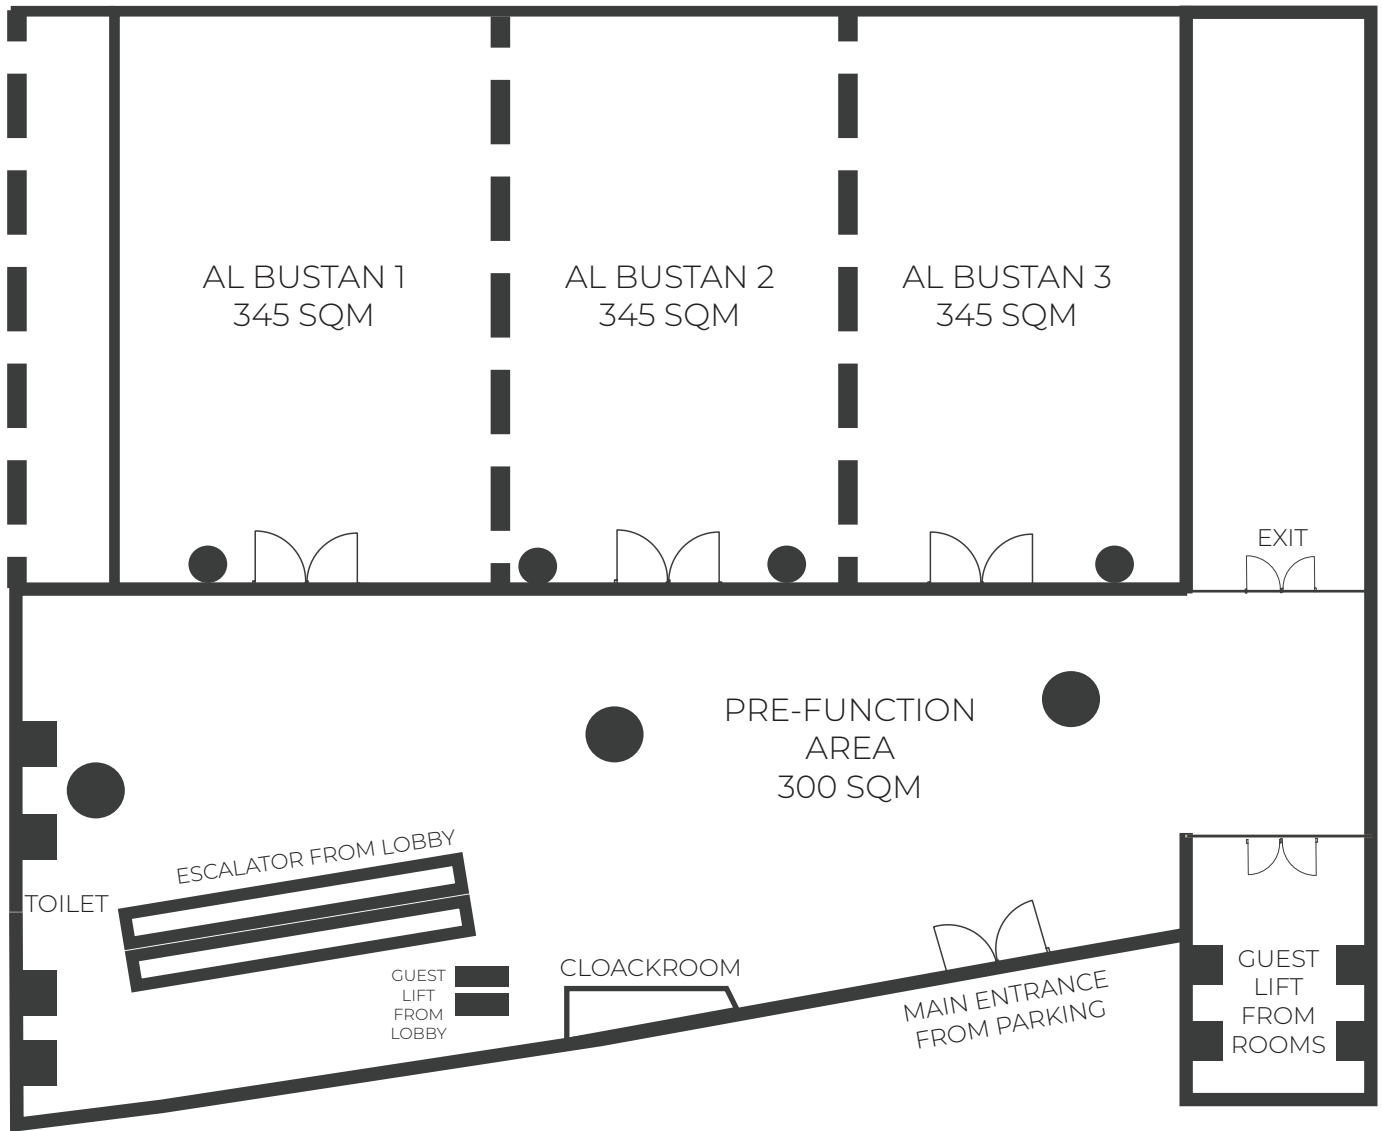 AL BUSTAN 1
345 SQM
AL BUSTAN 2
345 SQM
AL BUSTAN 3
345 SQM
EXIT
PRE-FUNCTION
AREA
300 SQM
ESCALATOR FROM LOBBY
TOILET
GUEST
LIFT
FROM
LOBBY
CLOACKROOM
MAIN ENTRANCE
FROM PARKING
GUEST
LIFT
FROM
ROOMS